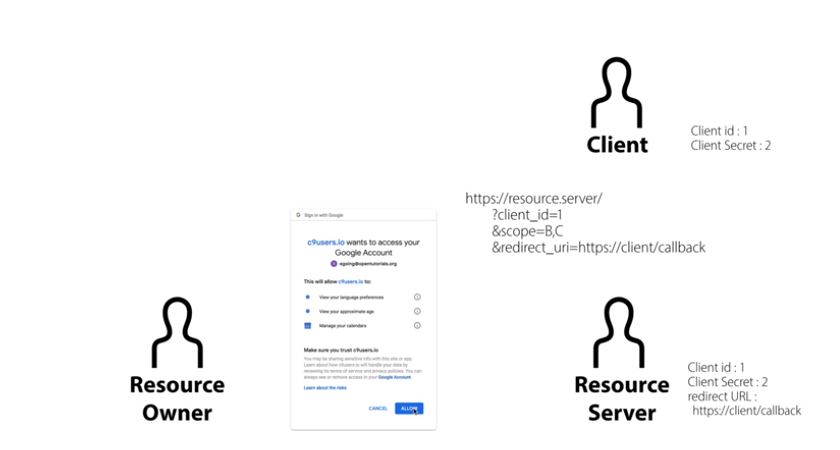 Client
Client id : 1
Client Secret : 2
https://resource.server/
?client_id=1
&scope=B,C
&redirect_uri=https://client/callback
G Sign in with Google
c9users.io wants to access your
Google Account
egoing@opentutorials.org
This will allow c9users.io to:
View your language preferences
View your approximate age
Manage your calendars
Make sure you trust c9users.io
You may be sharing sensitive info with this site or app.
Learn about how c9users.io will handle your data by
reviewing its terms of service and privacy policies. You can
always see or remove access in your Google Account.
Learn about the risks
CANCEL
ALLOW
Resource
Owner
Resource
Server
Client id : 1
Client Secret : 2
redirect URL :
https://client/callback